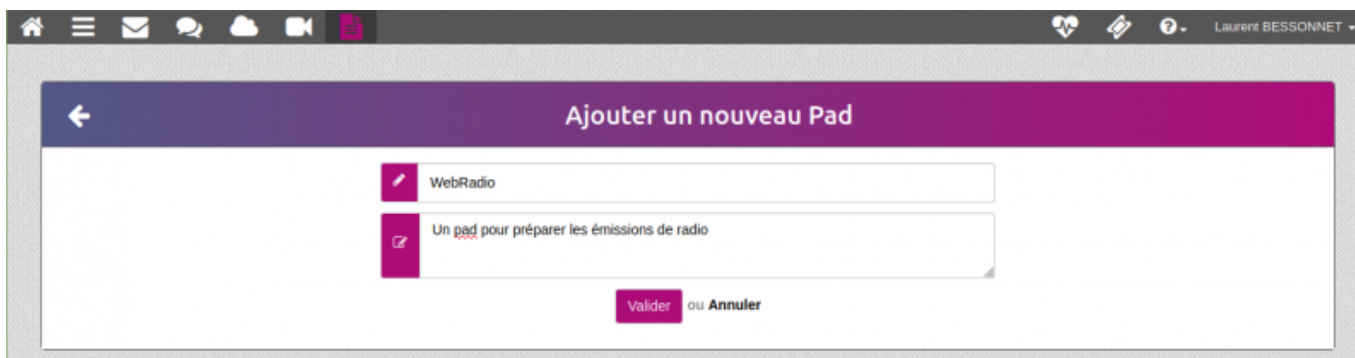 Laurent BESSONNET
Ajouter un nouveau Pad
WebRadio
Un pad pour préparer les émissions de radio
Valider ou Annuler